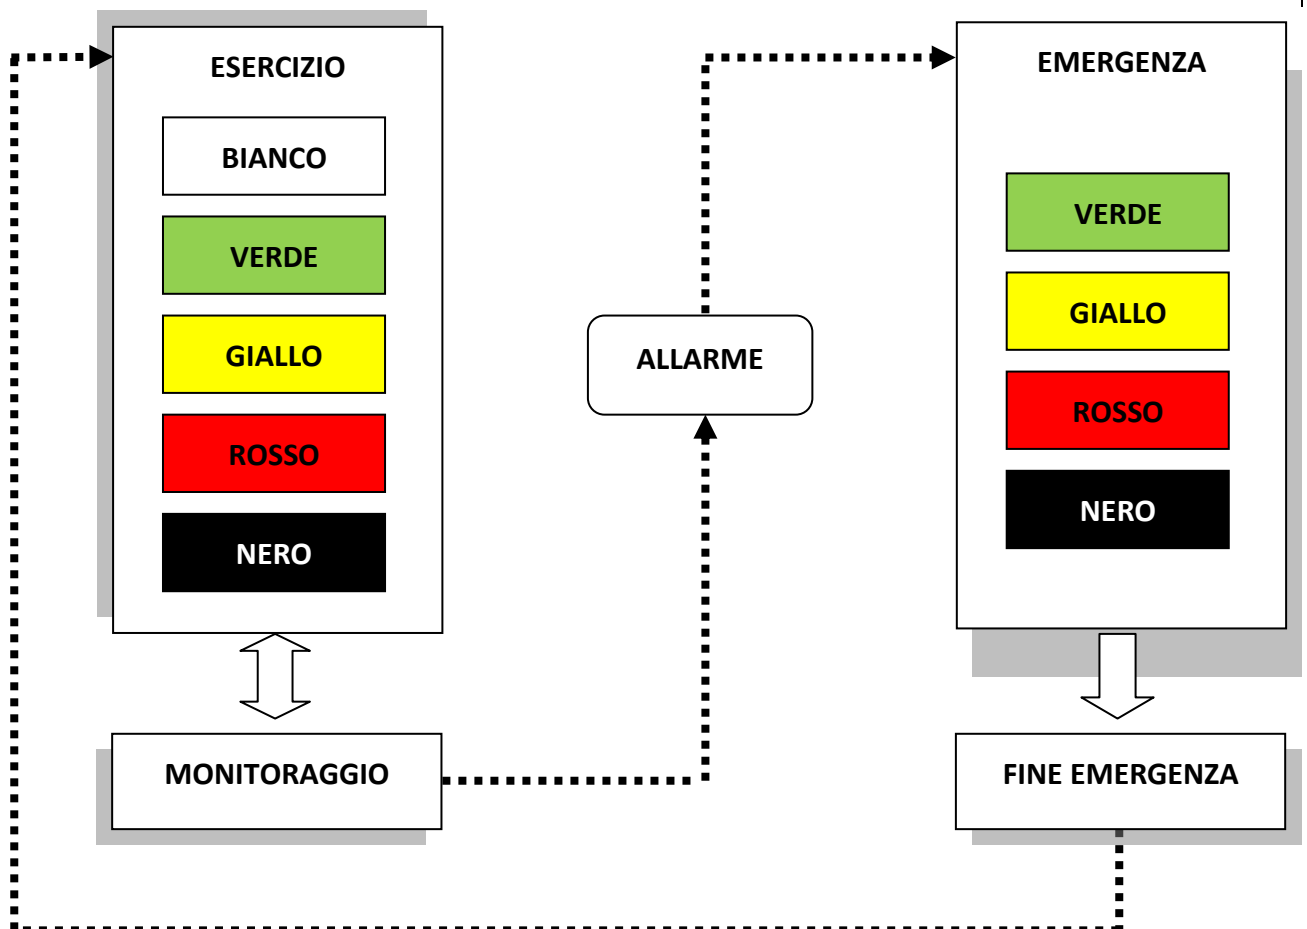 ESERCIZIO
BIANCO
VERDE
GIALLO
ROSSO
NERO
MONITORAGGIO
ALLARME
EMERGENZA
VERDE
GIALLO
ROSSO
NERO
FINE EMERGENZA